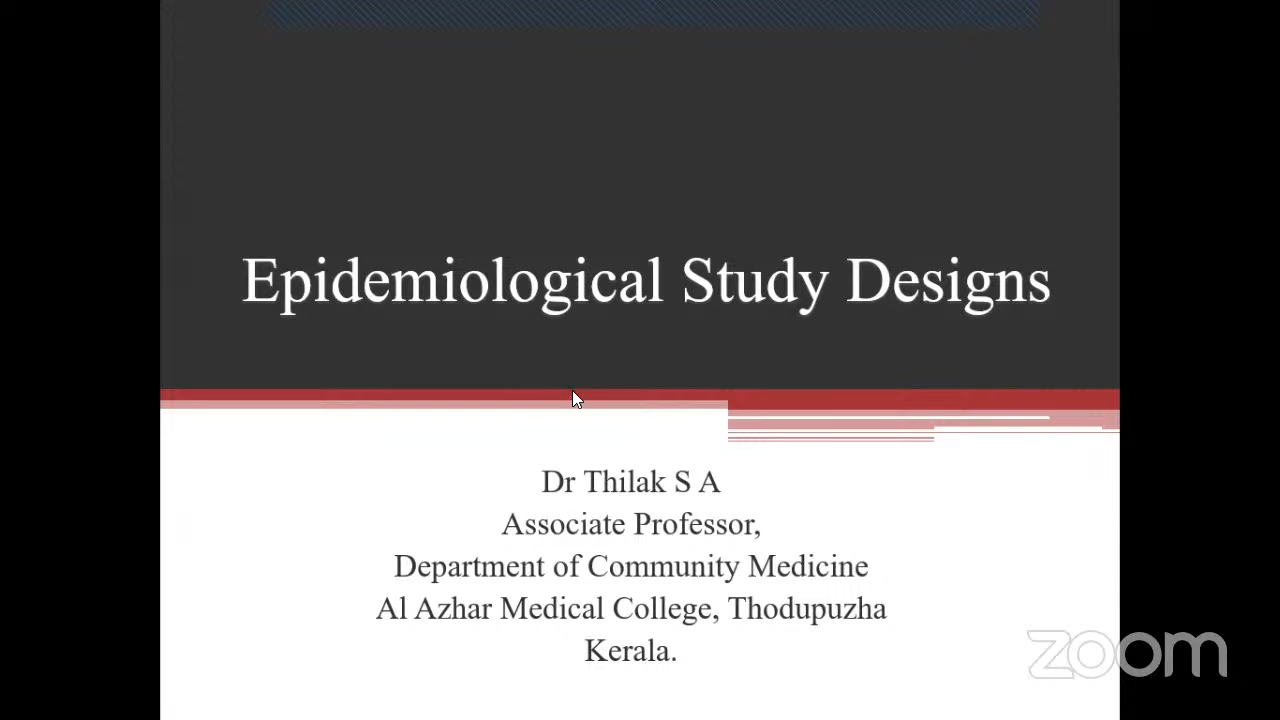 Epidemiological Study Designs
Dr Thilak S A
Associate Professor,
Department of Community Medicine
Al Azhar Medical College, Thodupuzha
Kerala.
zoom